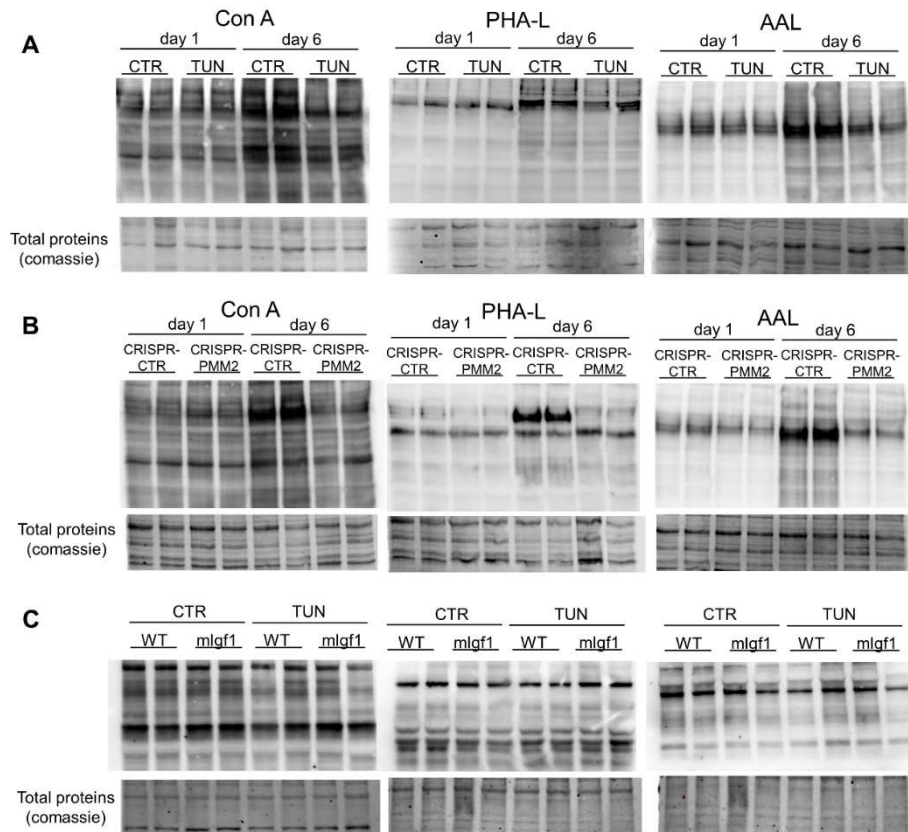 A
Con A
PHA-L
AAL
day 1 day 6
day 1 day 6
day 1 day 6
CTR TUN CTR TUN
CTR TUN CTR TUN
CTR TUN CTR TUN
Total proteins
(comassie)
B
Con A
PHA-L
AAL
day 1 day 6
day 1 day 6
day 1 day 6
CRISPR- CRISPR- CRISPR- CRISPR-
CTR PMM2 CTR PMM2
CRISPR- CRISPR- CRISPR- CRISPR-
CTR PMM2 CTR PMM2
CRISPR- CRISPR- CRISPR- CRISPR-
CTR PMM2 CTR PMM2
Total proteins
(comassie)
C
CTR TUN
CTR TUN
CTR TUN
WT mIgf1 WT mIgf1
WT mIgf1 WT mIgf1
WT mIgf1 WT mIgf1
Total proteins
(comassie)